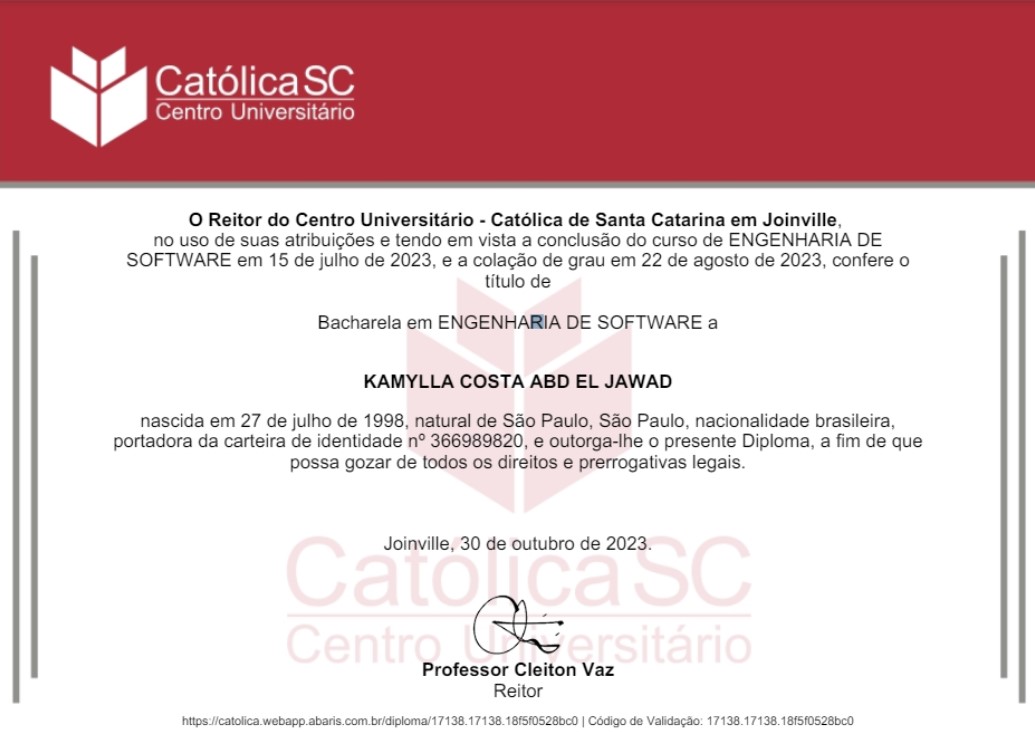 Católica SC
Centro Universitário
O Reitor do Centro Universitário - Católica de Santa Catarina em Joinville,
no uso de suas atribuições e tendo em vista a conclusão do curso de ENGENHARIA DE
SOFTWARE em 15 de julho de 2023, e a colação de grau em 22 de agosto de 2023, confere o
título de
Bacharela em ENGENHARIA DE SOFTWARE a
KAMYLLA COSTA ABD EL JAWAD
nascida em 27 de julho de 1998, natural de São Paulo, São Paulo, nacionalidade brasileira,
portadora da carteira de identidade nº 366989820, e outorga-lhe o presente Diploma, a fim de que
possa gozar de todos os direitos e prerrogativas legais.
Joinville, 30 de outubro de 2023.
Católica SC
Centro Universitário
Professor Cleiton Vaz
Reitor
https://catolica.webapp.abaris.com.br/diploma/17138.17138.18f5f0528bc0 | Código de Validação: 17138.17138.18f5f0528bc0